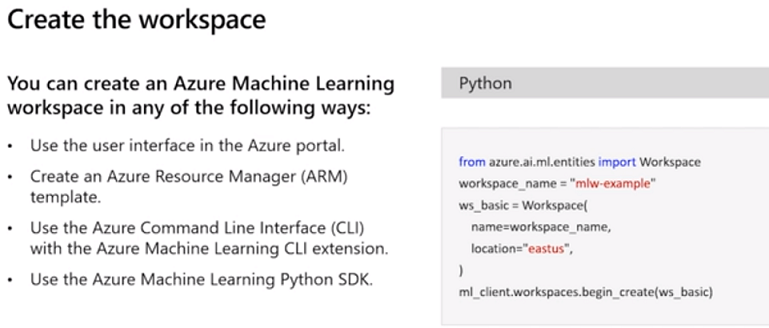 Create the workspace
You can create an Azure Machine Learning
workspace in any of the following ways:
• Use the user interface in the Azure portal.
• Create an Azure Resource Manager (ARM)
template.
• Use the Azure Command Line Interface (CLI)
with the Azure Machine Learning CLI extension.
• Use the Azure Machine Learning Python SDK.
Python
from azure.ai.ml.entities import Workspace
workspace_name = "mlw-example"
ws_basic = Workspace(
name=workspace_name,
location="eastus",
)
ml_client.workspaces.begin_create(ws_basic)